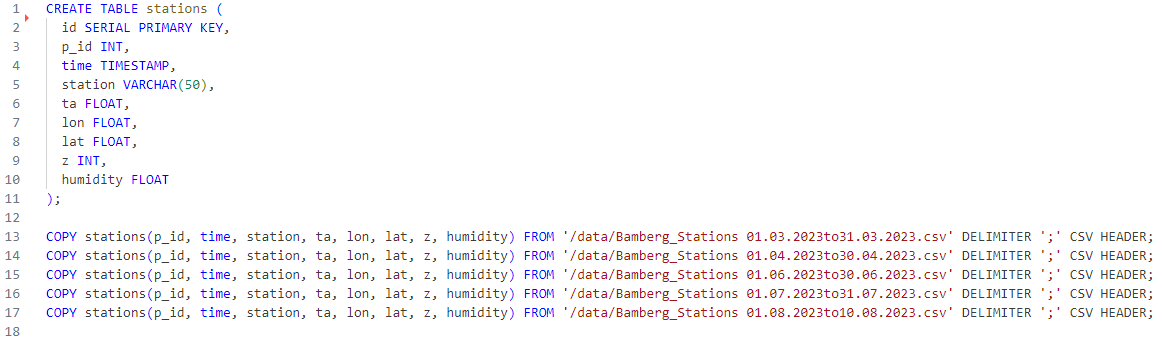 1 CREATE TABLE stations (
2 id SERIAL PRIMARY KEY,
3 p_id INT,
4 time TIMESTAMP,
5 station VARCHAR(50),
6 ta FLOAT,
7 lon FLOAT,
8 lat FLOAT,
9 z INT,
10 humidity FLOAT
11 );
12
13 COPY stations(p_id, time, station, ta, lon, lat, z, humidity) FROM '/data/Bamberg_Stations 01.03.2023to31.03.2023.csv' DELIMITER ';' CSV HEADER;
14 COPY stations(p_id, time, station, ta, lon, lat, z, humidity) FROM '/data/Bamberg_Stations 01.04.2023to30.04.2023.csv' DELIMITER ';' CSV HEADER;
15 COPY stations(p_id, time, station, ta, lon, lat, z, humidity) FROM '/data/Bamberg_Stations 01.06.2023to30.06.2023.csv' DELIMITER ';' CSV HEADER;
16 COPY stations(p_id, time, station, ta, lon, lat, z, humidity) FROM '/data/Bamberg_Stations 01.07.2023to31.07.2023.csv' DELIMITER ';' CSV HEADER;
17 COPY stations(p_id, time, station, ta, lon, lat, z, humidity) FROM '/data/Bamberg_Stations 01.08.2023to10.08.2023.csv' DELIMITER ';' CSV HEADER;
18